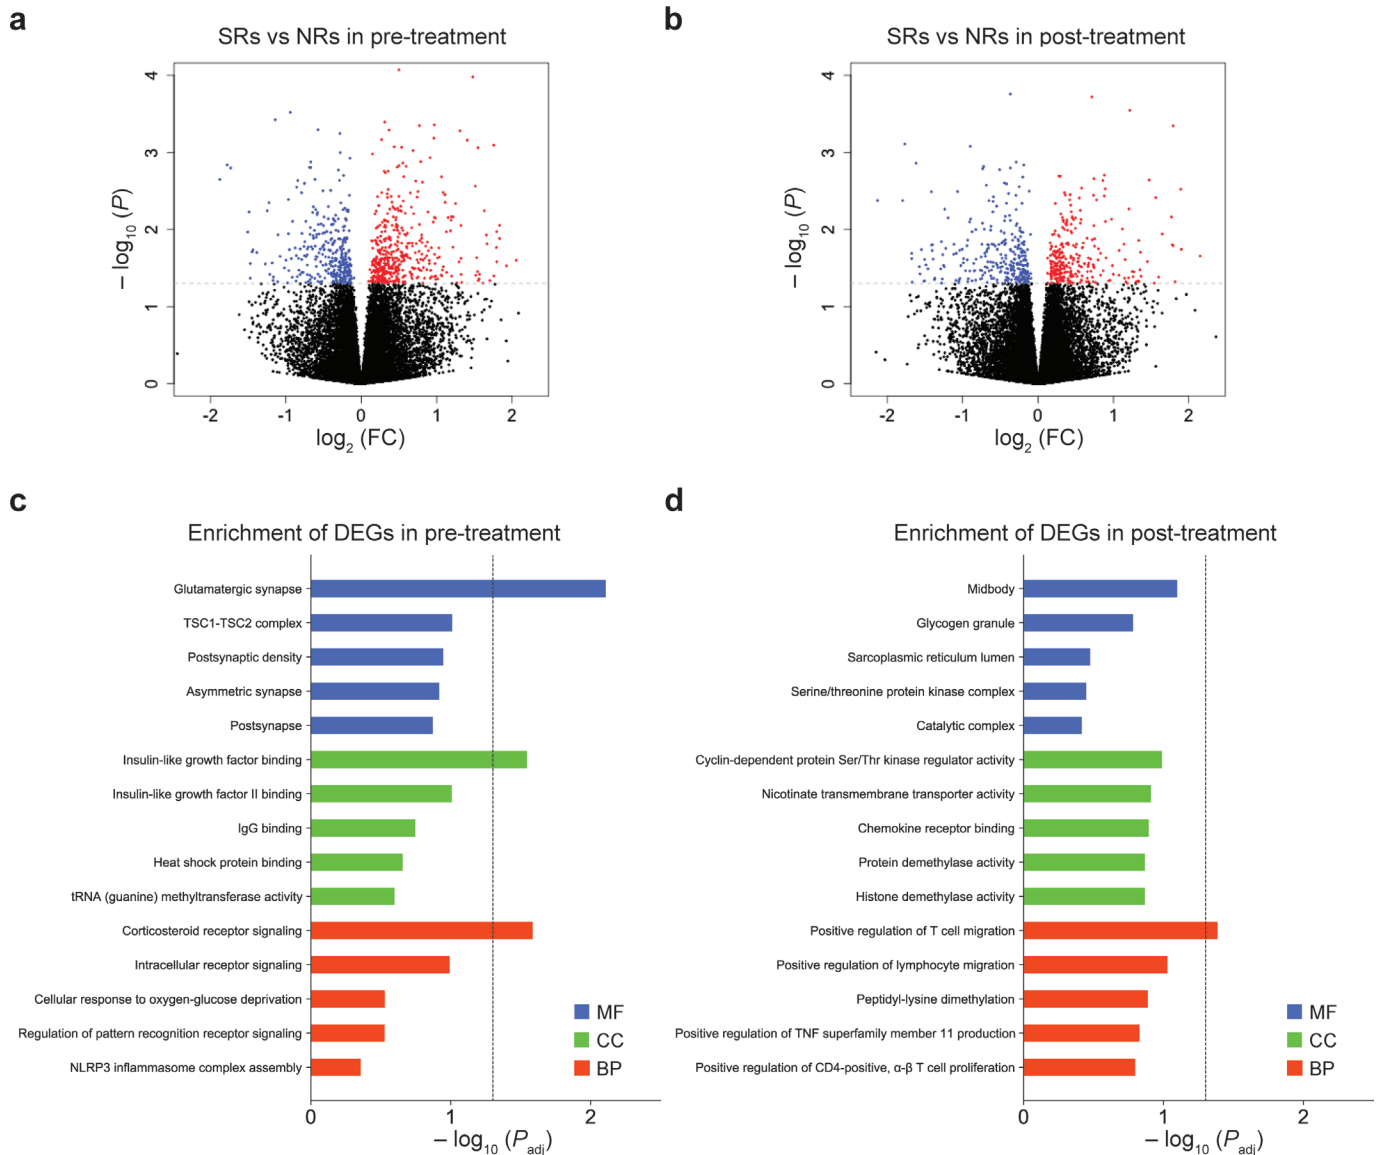 a
SRs vs NRs in pre-treatment
4
3
2
1
0
– log10 (P)
-2 -1 0 1 2
log2 (FC)
b
SRs vs NRs in post-treatment
4
3
2
1
0
– log10 (P)
-2 -1 0 1 2
log2 (FC)
c
Enrichment of DEGs in pre-treatment
Glutamatergic synapse
TSC1-TSC2 complex
Postsynaptic density
Asymmetric synapse
Postsynapse
Insulin-like growth factor binding
Insulin-like growth factor II binding
IgG binding
Heat shock protein binding
tRNA (guanine) methyltransferase activity
Corticosteroid receptor signaling
Intracellular receptor signaling
Cellular response to oxygen-glucose deprivation
Regulation of pattern recognition receptor signaling
NLRP3 inflammasome complex assembly
MF
CC
BP
0 1 2
– log10 (Padj)
d
Enrichment of DEGs in post-treatment
Midbody
Glycogen granule
Sarcoplasmic reticulum lumen
Serine/threonine protein kinase complex
Catalytic complex
Cyclin-dependent protein Ser/Thr kinase regulator activity
Nicotinate transmembrane transporter activity
Chemokine receptor binding
Protein demethylase activity
Histone demethylase activity
Positive regulation of T cell migration
Positive regulation of lymphocyte migration
Peptidyl-lysine dimethylation
Positive regulation of TNF superfamily member 11 production
Positive regulation of CD4-positive, α-β T cell proliferation
MF
CC
BP
0 1 2
– log10 (Padj)